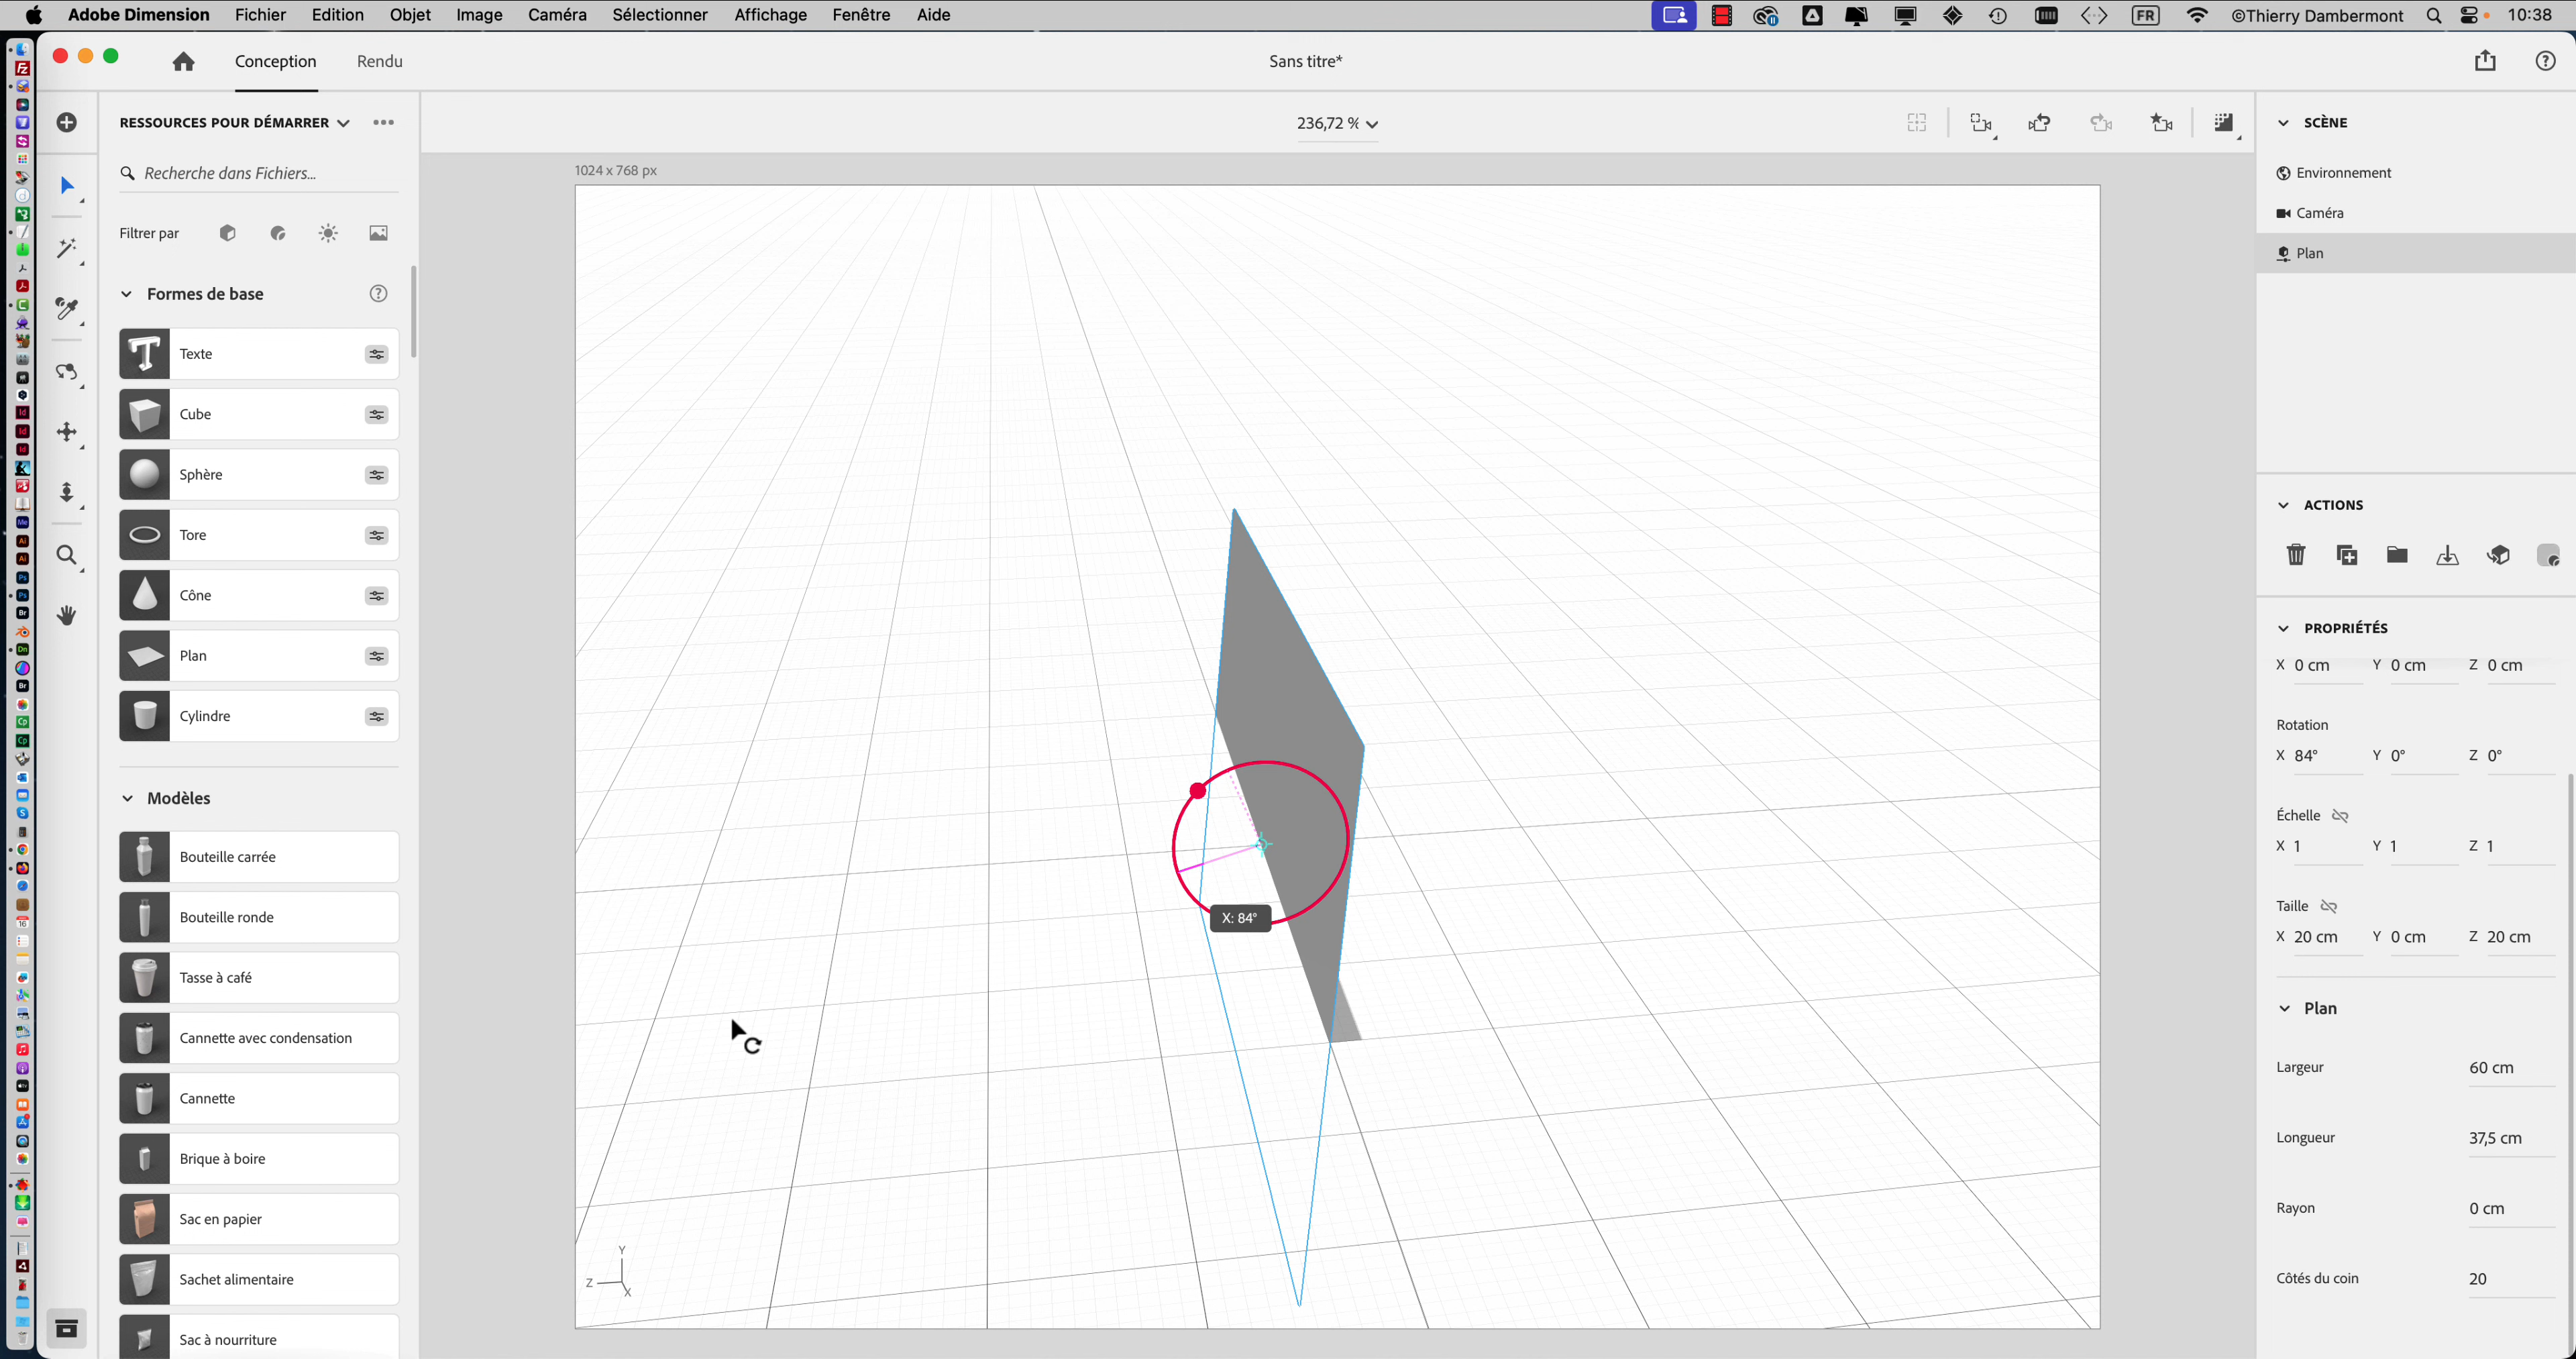 Adobe Dimension Fichier Edition Objet Image Caméra Sélectionner Affichage Fenêtre Aide FR ©Thierry Dambermont 10:38
Conception Rendu Sans titre*
RESSOURCES POUR DÉMARRER
Recherche dans Fichiers...
Filtrer par
Formes de base
Texte
Cube
Sphère
Tore
Cône
Plan
Cylindre
Modèles
Bouteille carrée
Bouteille ronde
Tasse à café
Cannette avec condensation
Cannette
Brique à boire
Sac en papier
Sachet alimentaire
Sac à nourriture
236,72 %
1024 x 768 px
X: 84°
Y
Z
X
SCÈNE
Environnement
Caméra
Plan
ACTIONS
PROPRIÉTÉS
X 0 cm Y 0 cm Z 0 cm
Rotation
X 84° Y 0° Z 0°
Échelle
X 1 Y 1 Z 1
Taille
X 20 cm Y 0 cm Z 20 cm
Plan
Largeur 60 cm
Longueur 37,5 cm
Rayon 0 cm
Côtés du coin 20